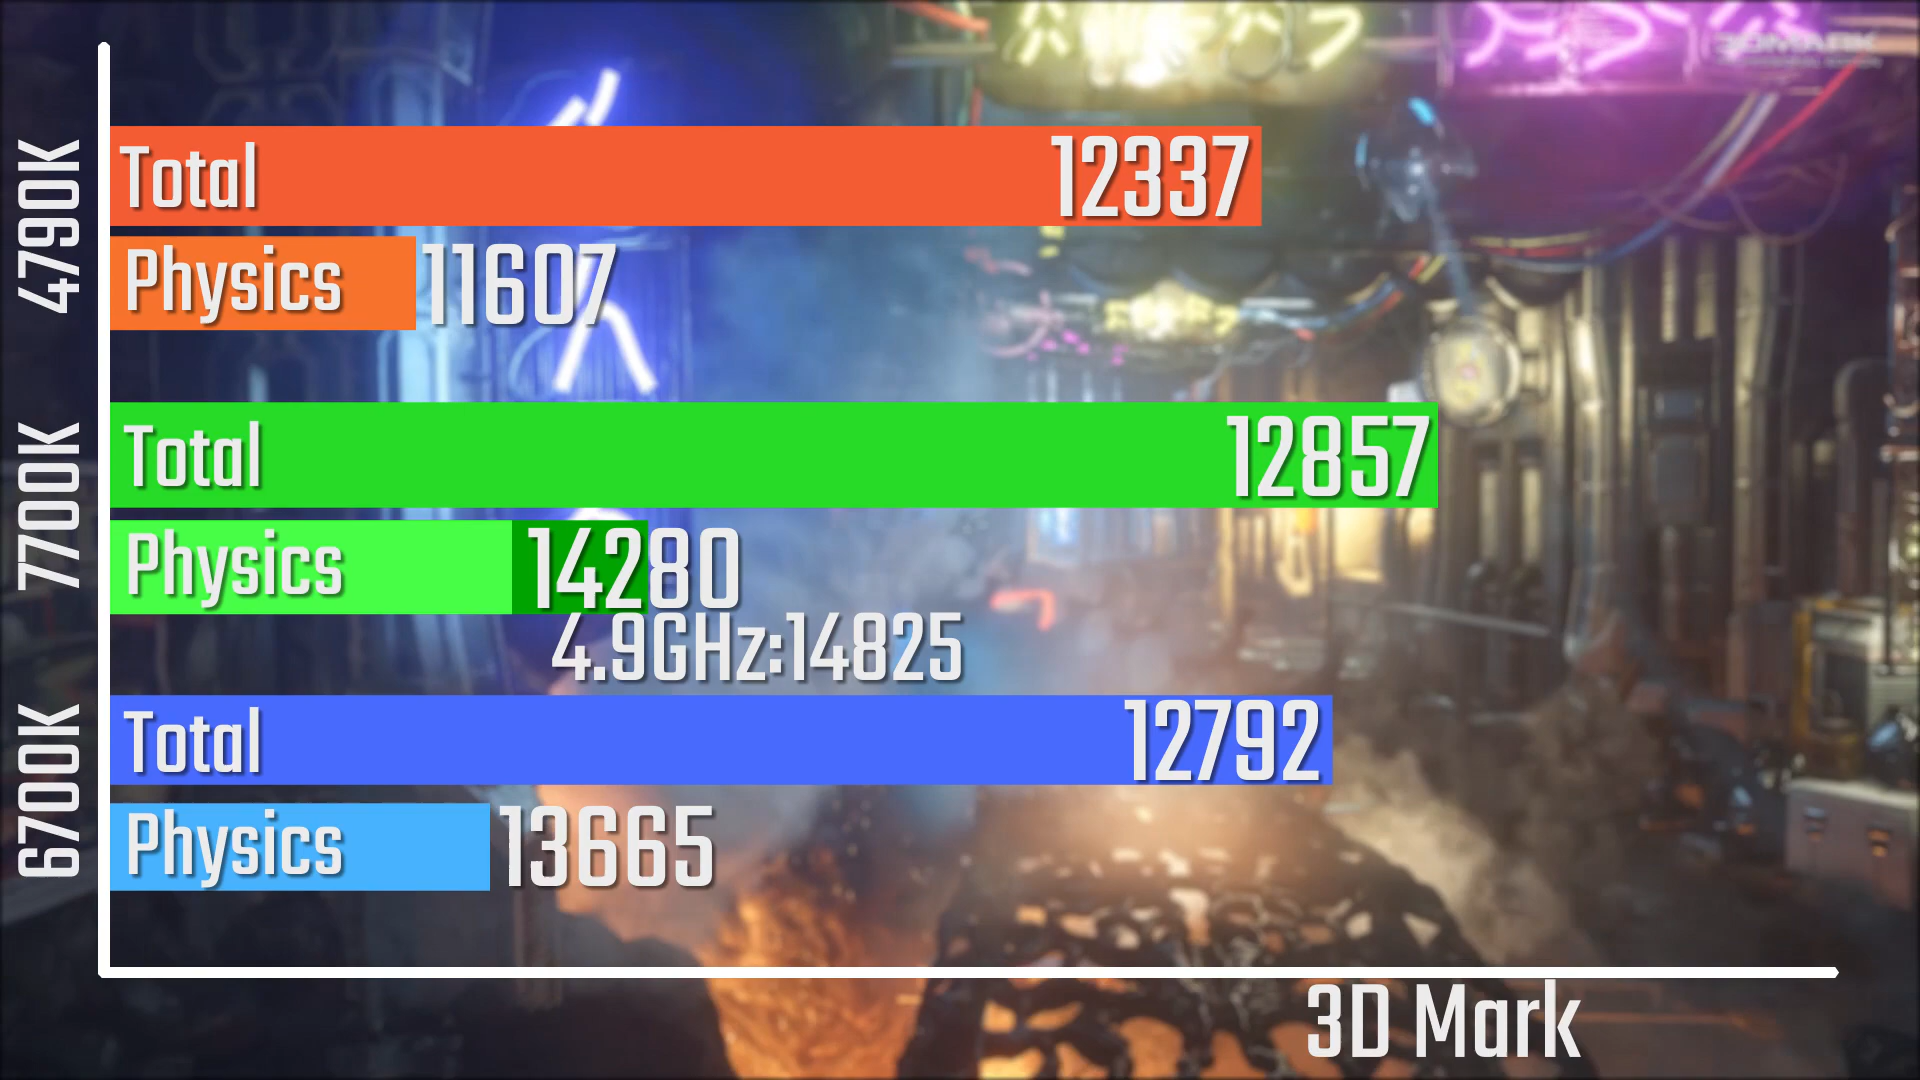 4790K
Total 12337
Physics 11607
7700K
Total 12857
Physics 14280
4.9GHz:14825
6700K
Total 12792
Physics 13665
3D Mark
3DMARK